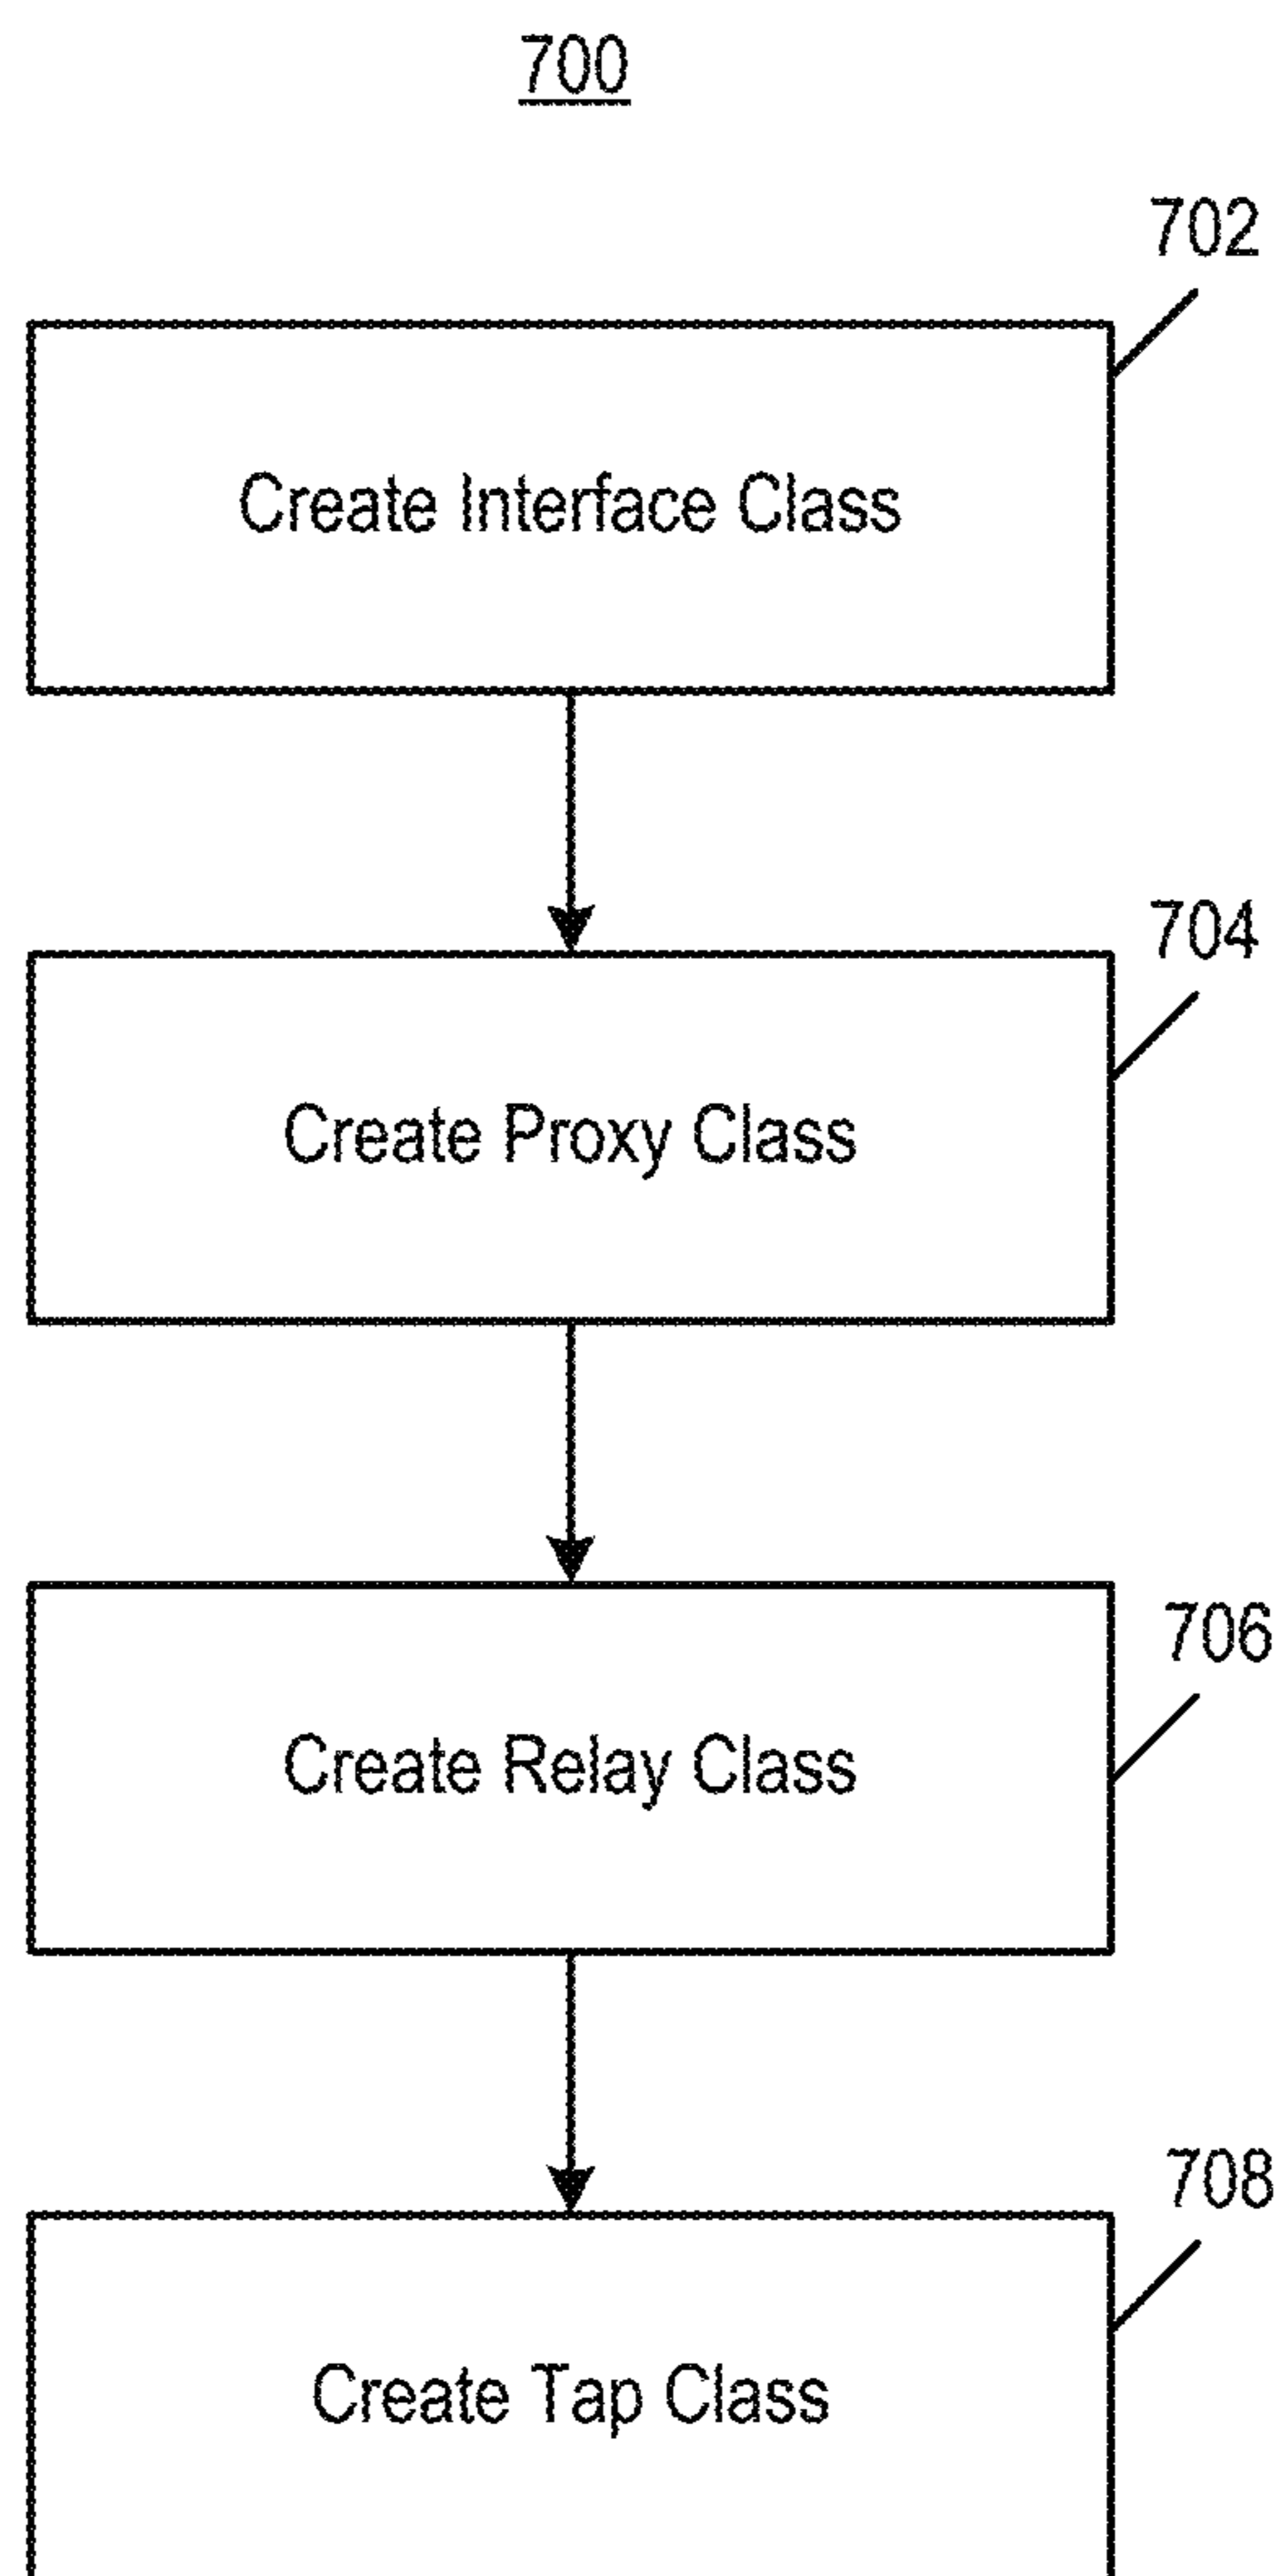 700
702
Create Interface Class
704
Create Proxy Class
706
Create Relay Class
708
Create Tap Class